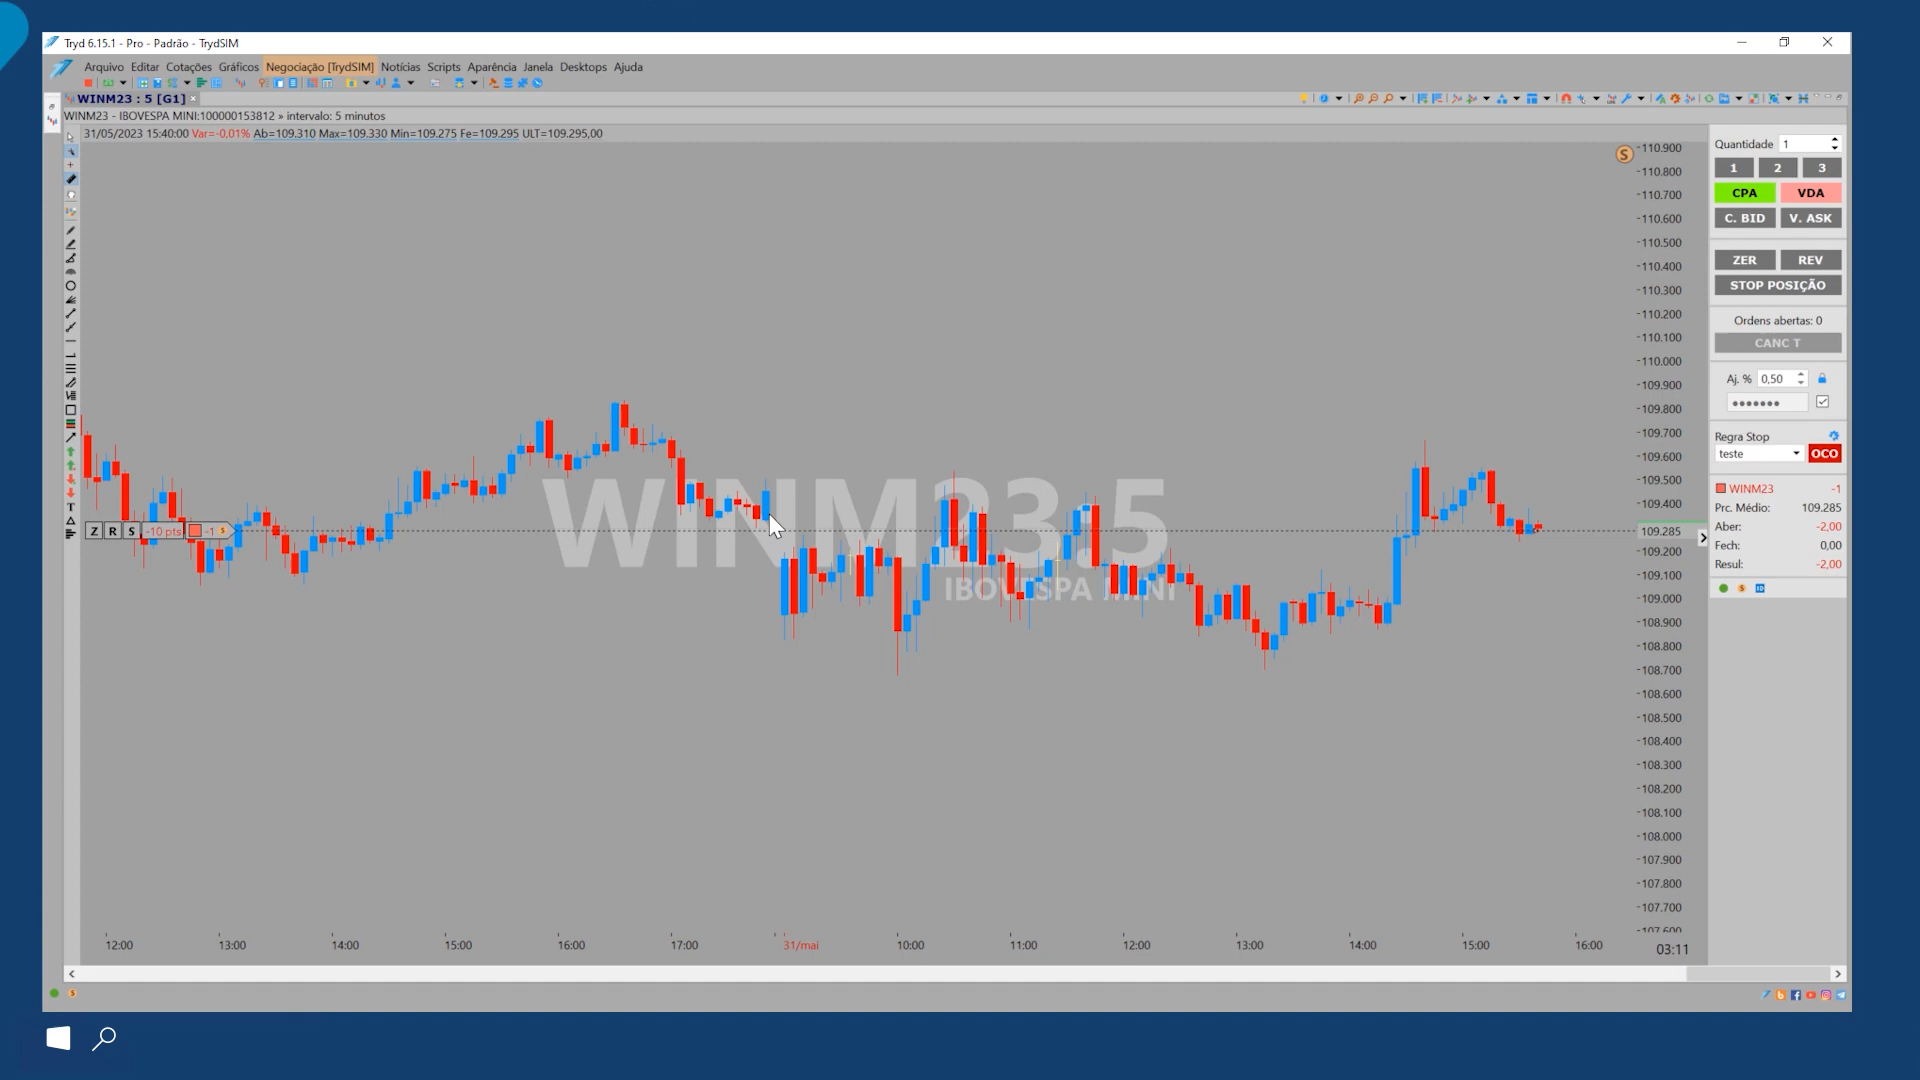 Tryd 6.15.1 - Pro - Padrão - TrydSIM
Arquivo Editar Cotações Gráficos Negociação [TrydSIM] Notícias Scripts Aparência Janela Desktops Ajuda
WINM23 : 5 [G1]
WINM23 - IBOVESPA MINI:100000153812 » intervalo: 5 minutos
31/05/2023 15:40:00 Var=-0,01% Ab=109.310 Max=109.330 Min=109.275 Fe=109.295 ULT=109.295,00
WINM23:5
IBOVESPA MINI
Z R S -10 pts -1 S
S
110.900
110.800
110.700
110.600
110.500
110.400
110.300
110.200
110.100
110.000
109.900
109.800
109.700
109.600
109.500
109.400
109.285
109.200
109.100
109.000
108.900
108.800
108.700
108.600
108.500
108.400
108.300
108.200
108.100
108.000
107.900
107.800
107.700
107.600
12:00 13:00 14:00 15:00 16:00 17:00 31/mai 10:00 11:00 12:00 13:00 14:00 15:00 16:00
03:11
Quantidade 1
1 2 3
CPA VDA
C. BID V. ASK
ZER REV
STOP POSIÇÃO
Ordens abertas: 0
CANC T
Aj. % 0,50
Regra Stop
teste OCO
WINM23 -1
Prc. Médio: 109.285
Aber: -2,00
Fech: 0,00
Resul: -2,00